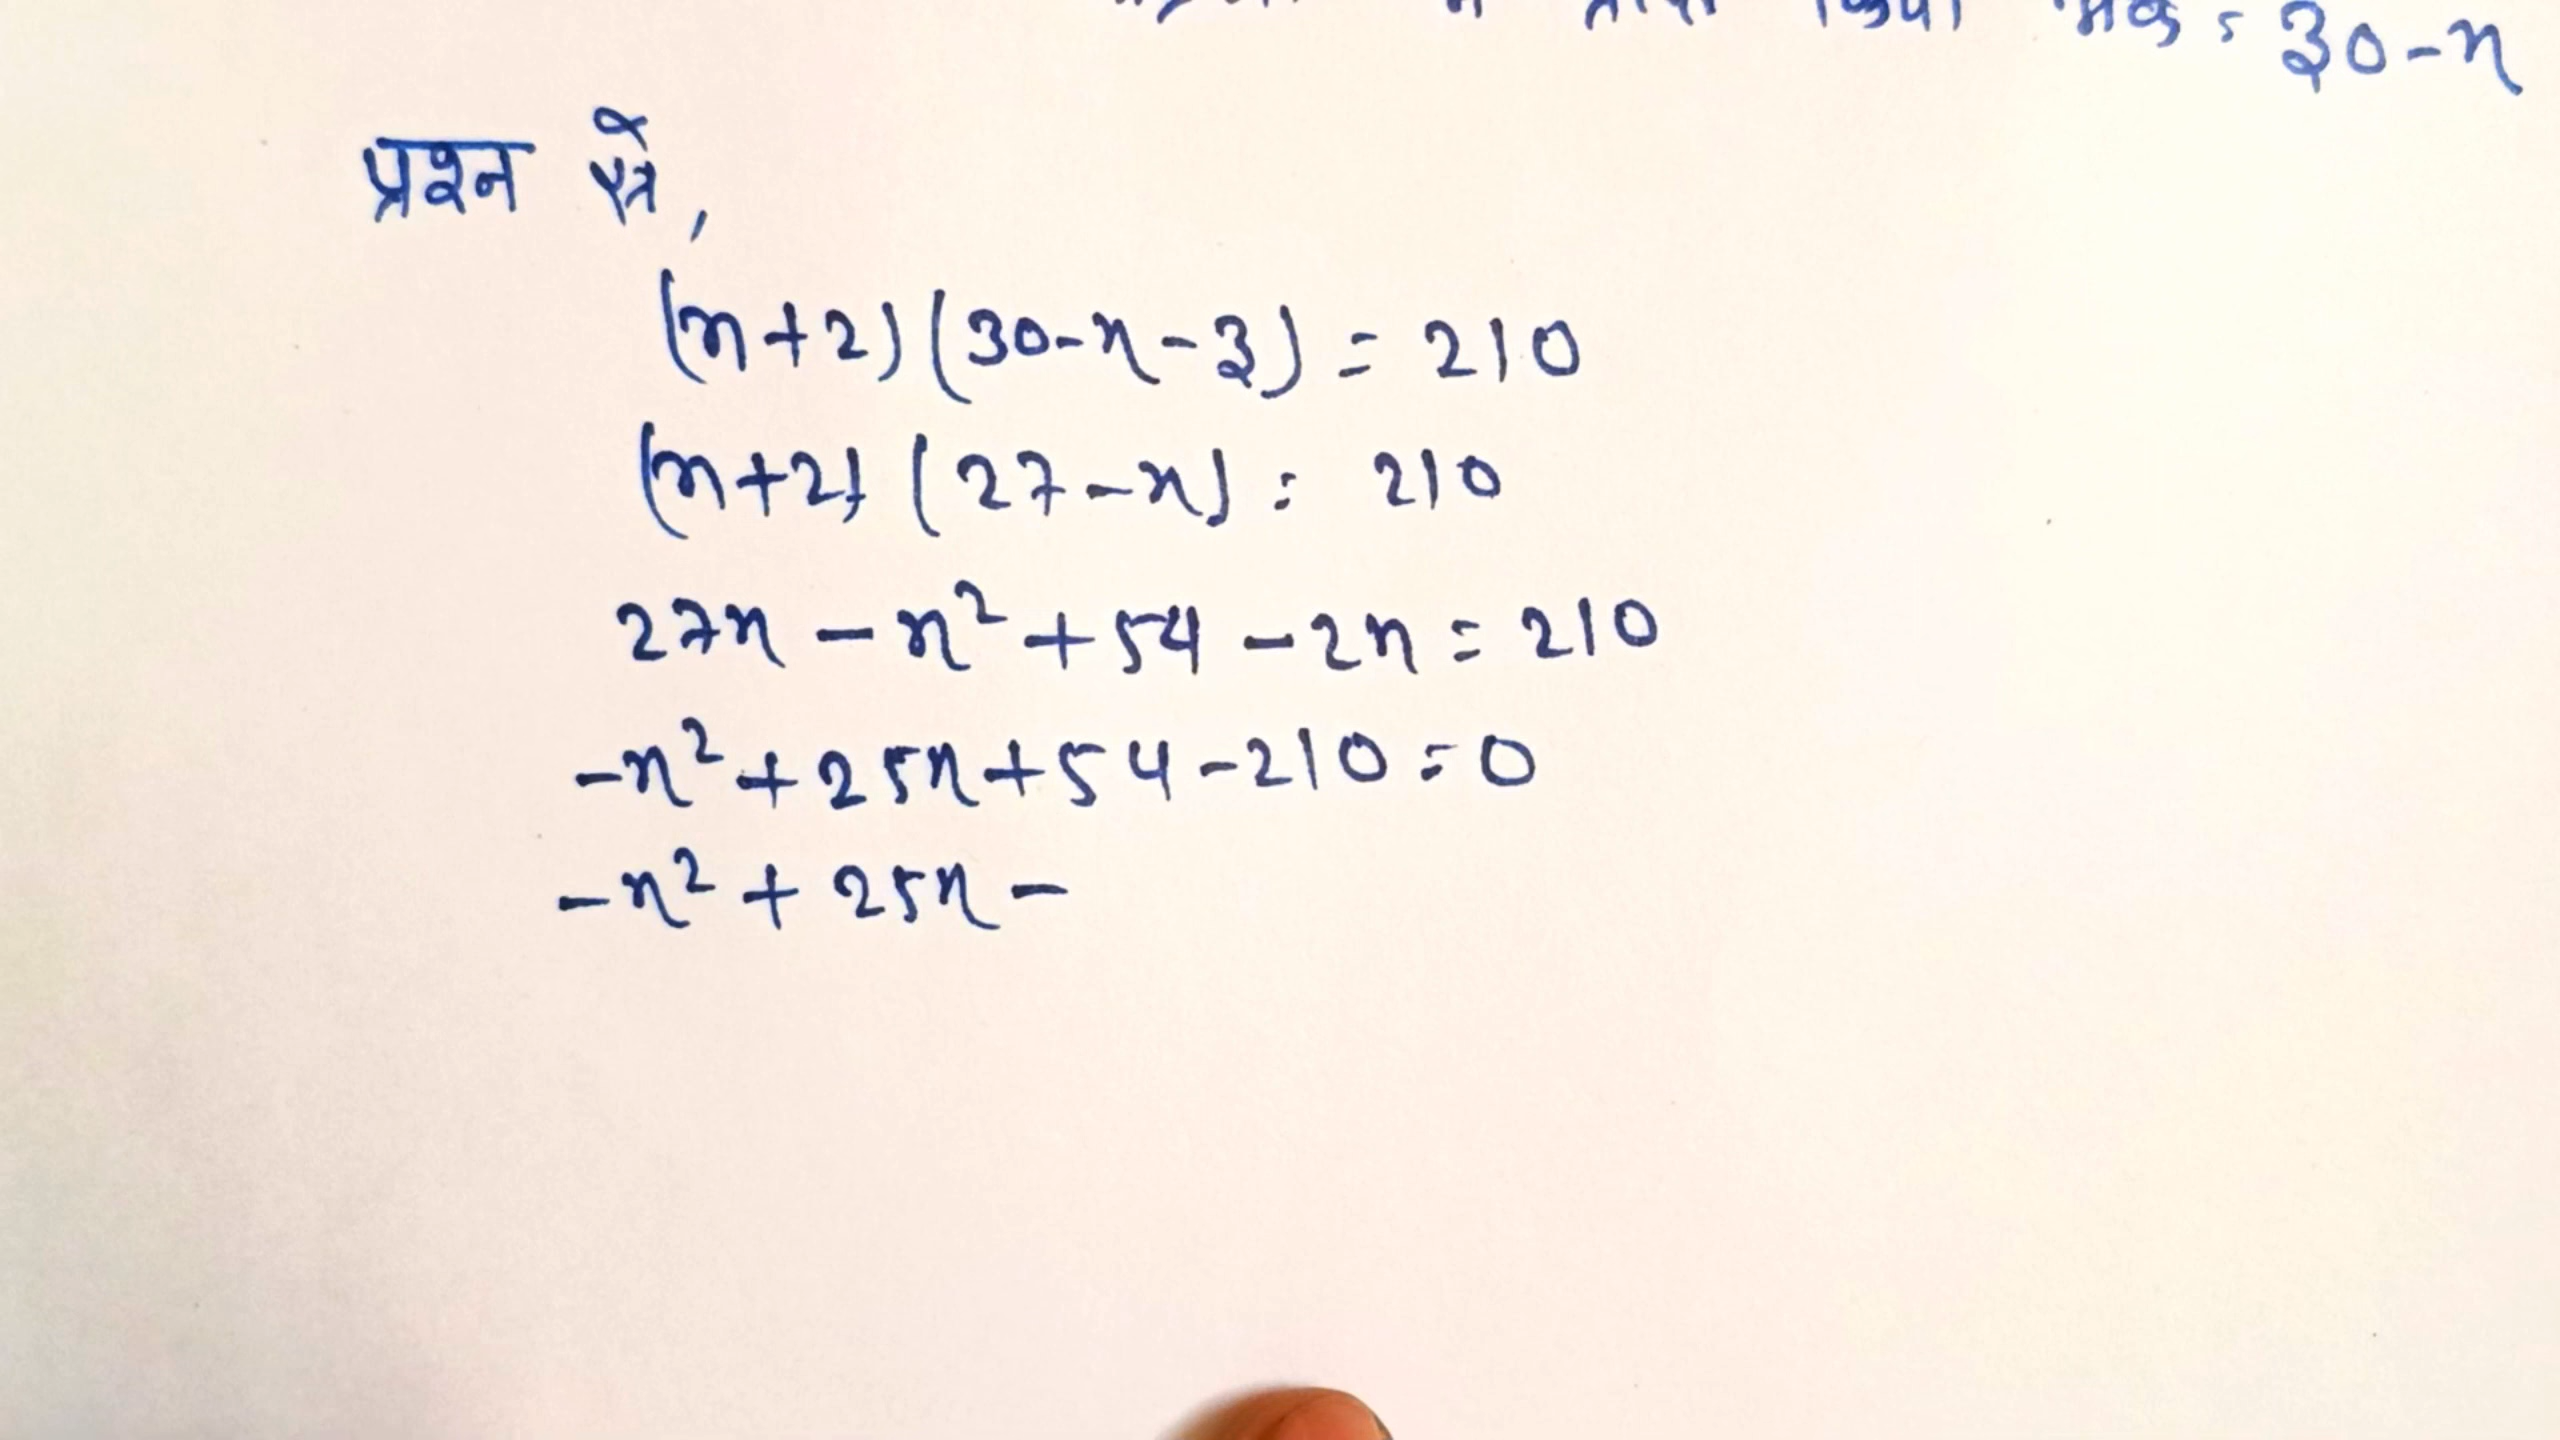 = 30-x
प्रश्न से,
(x+2)(30-x-3) = 210
(x+2)(27-x) = 210
27x - x² + 54 - 2x = 210
-x² + 25x + 54 - 210 = 0
-x² + 25x -